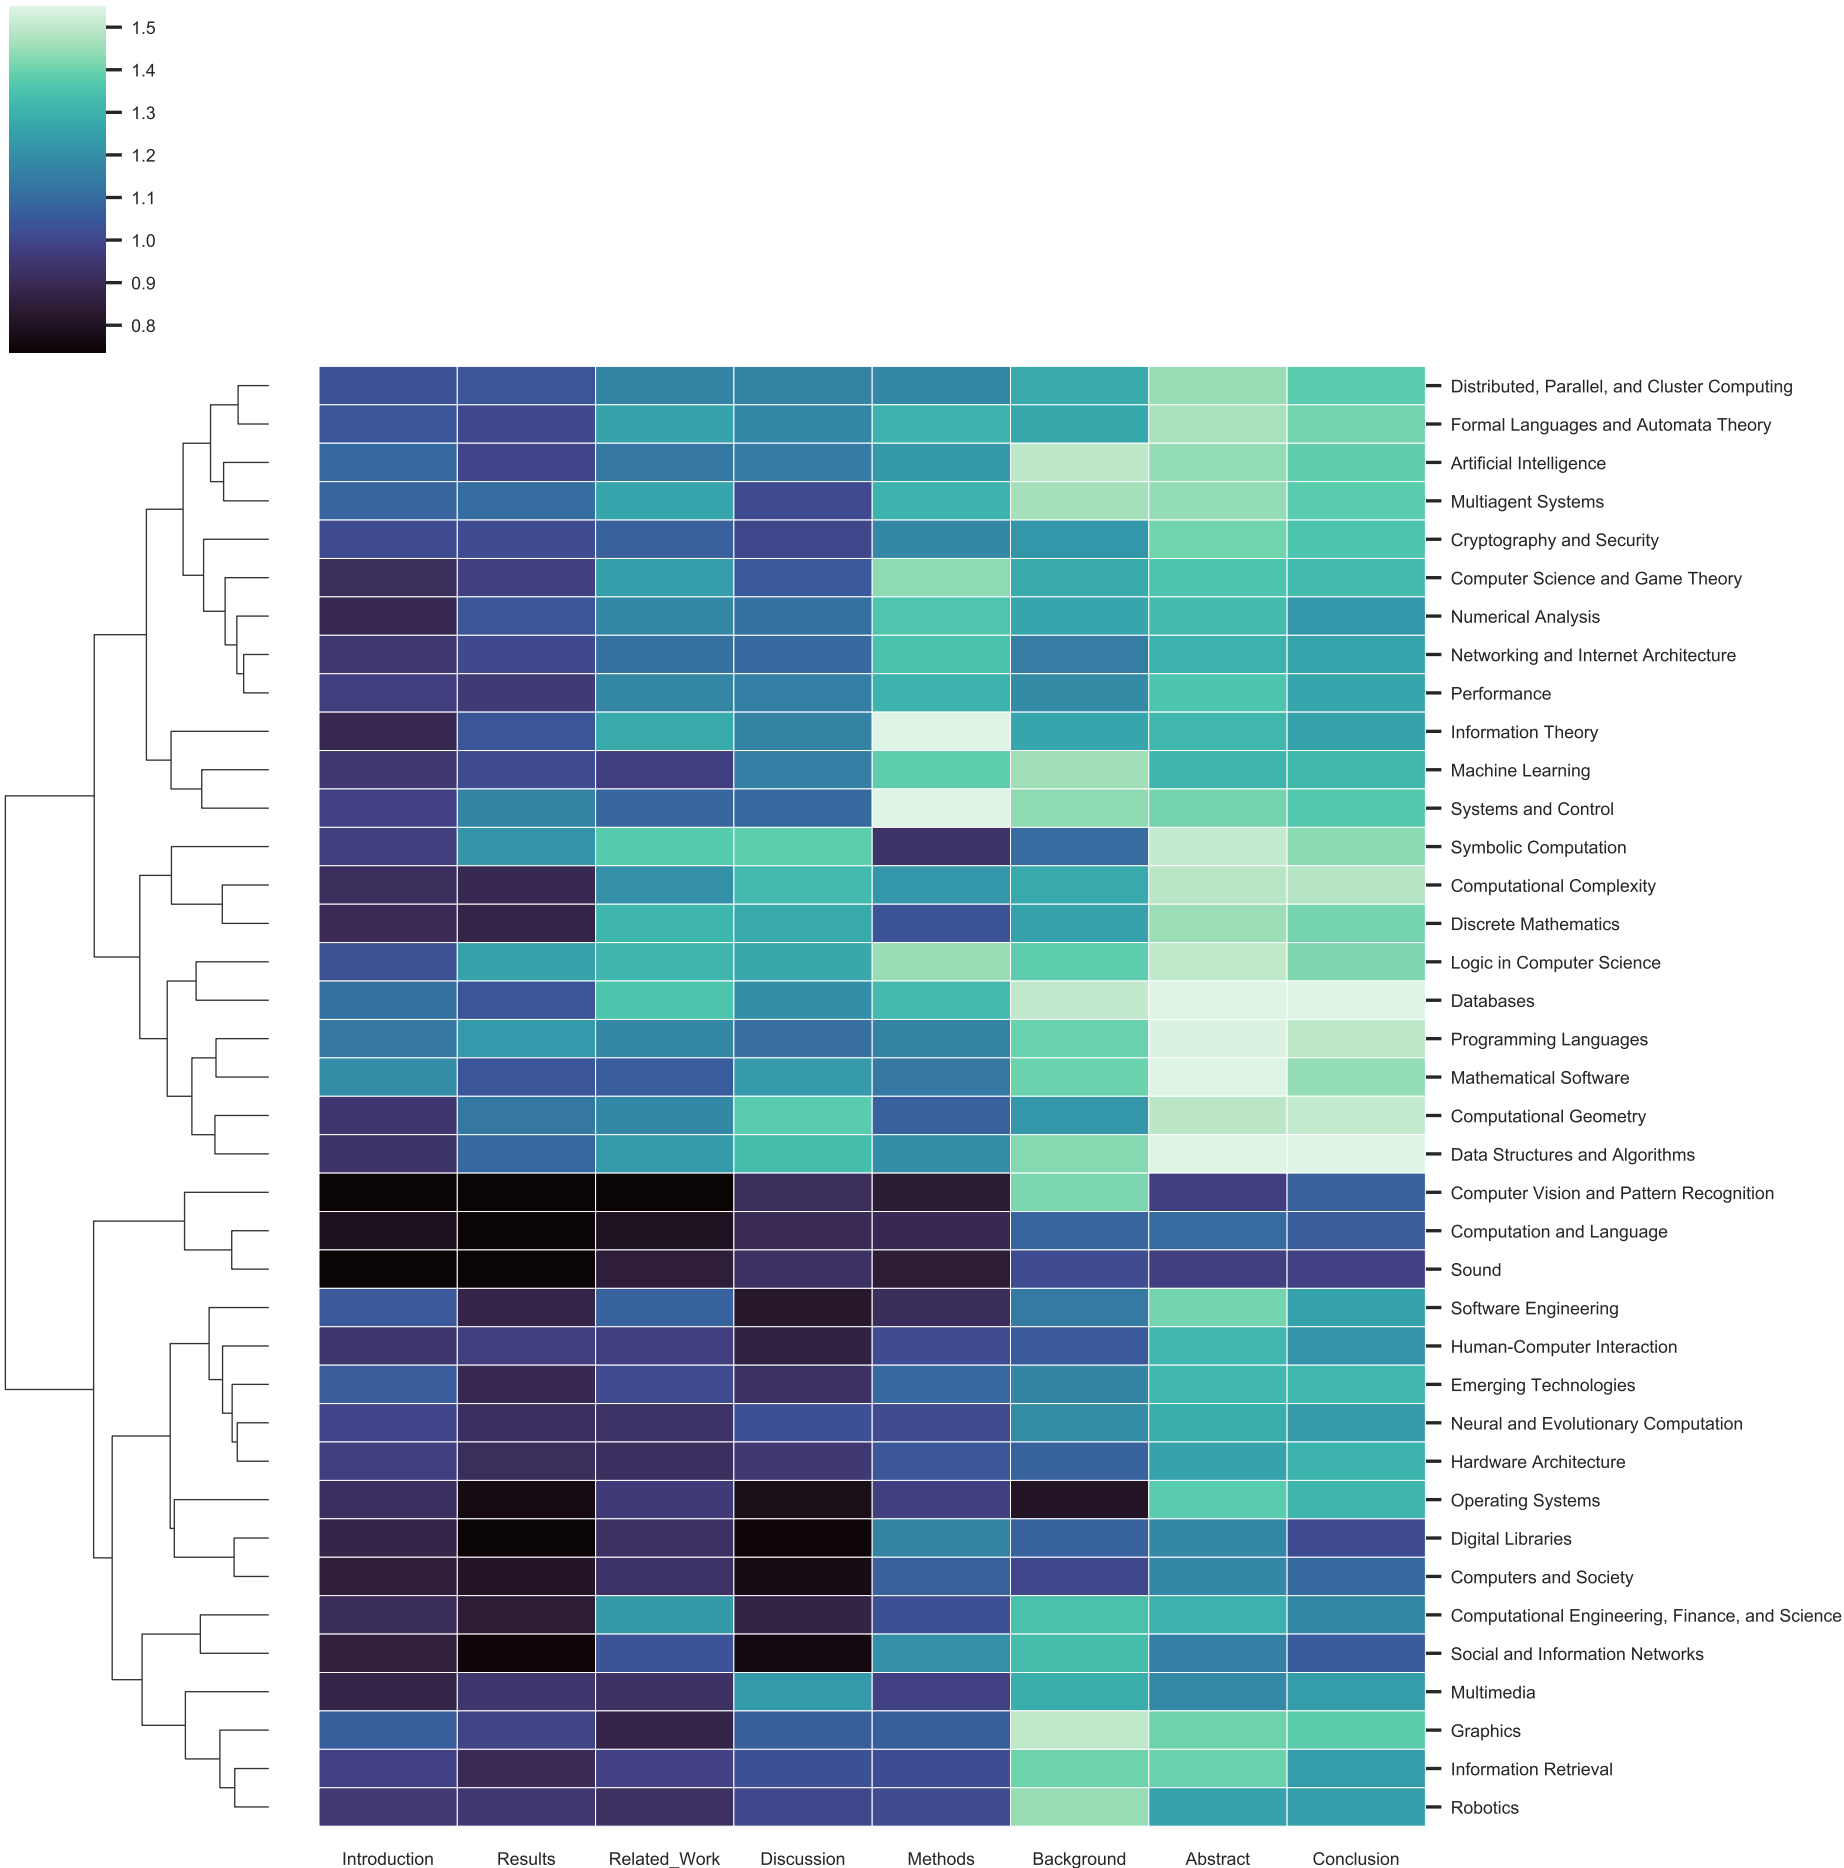 1.5
1.4
1.3
1.2
1.1
1.0
0.9
0.8
Distributed, Parallel, and Cluster Computing
Formal Languages and Automata Theory
Artificial Intelligence
Multiagent Systems
Cryptography and Security
Computer Science and Game Theory
Numerical Analysis
Networking and Internet Architecture
Performance
Information Theory
Machine Learning
Systems and Control
Symbolic Computation
Computational Complexity
Discrete Mathematics
Logic in Computer Science
Databases
Programming Languages
Mathematical Software
Computational Geometry
Data Structures and Algorithms
Computer Vision and Pattern Recognition
Computation and Language
Sound
Software Engineering
Human-Computer Interaction
Emerging Technologies
Neural and Evolutionary Computation
Hardware Architecture
Operating Systems
Digital Libraries
Computers and Society
Computational Engineering, Finance, and Science
Social and Information Networks
Multimedia
Graphics
Information Retrieval
Robotics
Introduction Results Related_Work Discussion Methods Background Abstract Conclusion